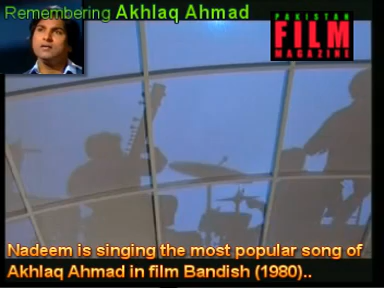 Remembering Akhlaq Ahmad
PAKISTAN
FILM
MAGAZINE
Nadeem is singing the most popular song of
Akhlaq Ahmad in film Bandish (1980)..